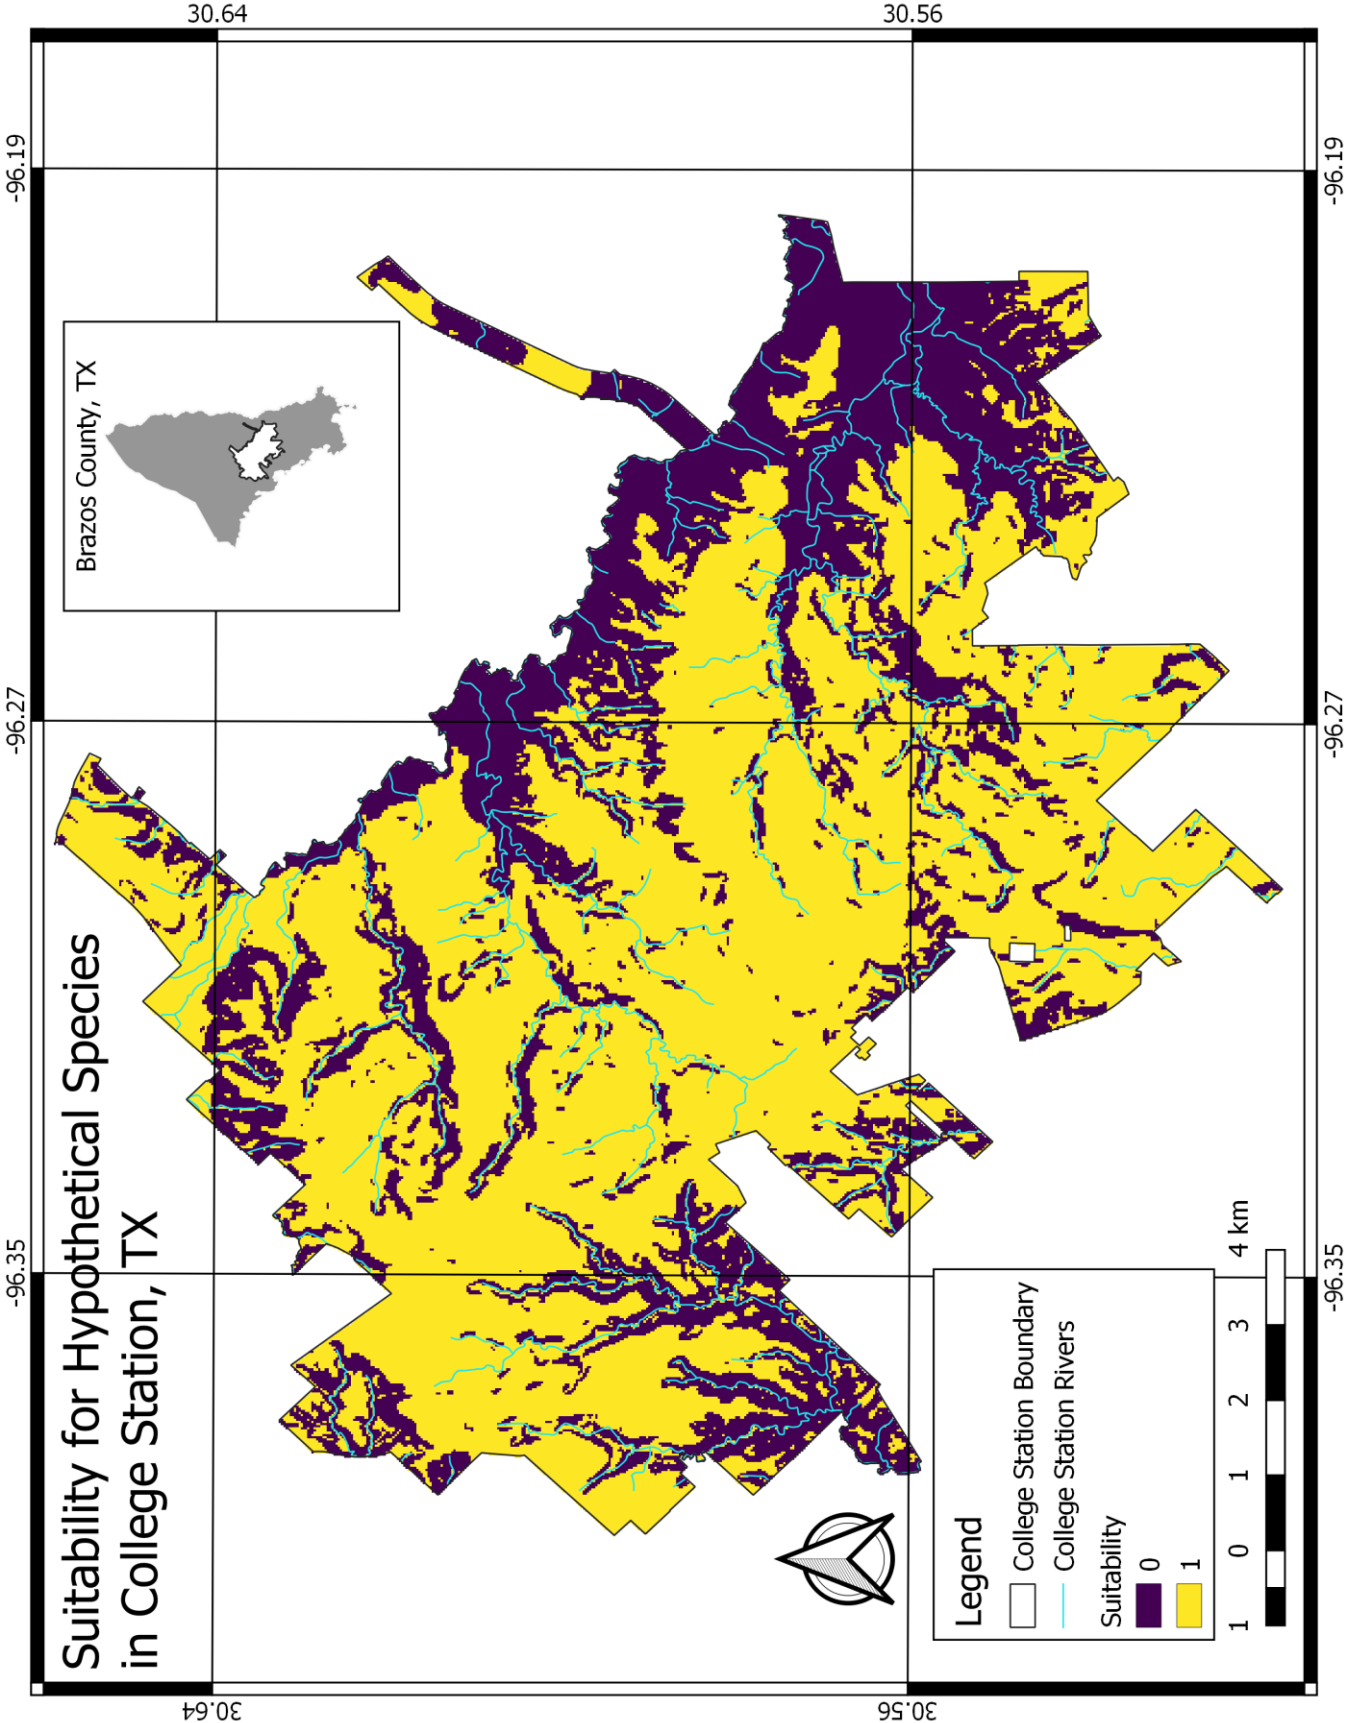 Suitability for Hypothetical Species
in College Station, TX
Brazos County, TX
-96.35
-96.27
-96.19
30.64
30.64
30.56
30.56
-96.35
-96.27
-96.19
Legend
College Station Boundary
College Station Rivers
Suitability
0
1
1 0 1 2 3 4 km